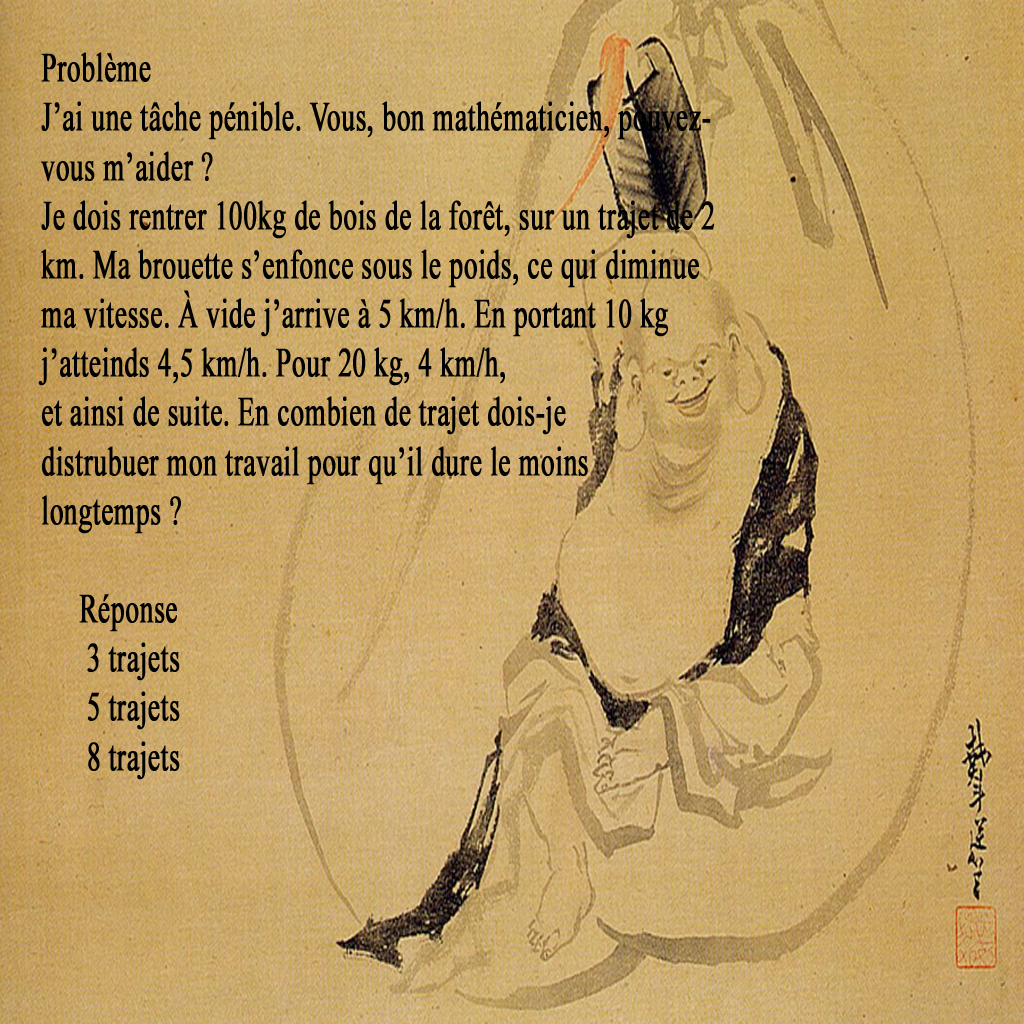 Problème
J’ai une tâche pénible. Vous, bon mathématicien, pouvez-
vous m’aider ?
Je dois rentrer 100kg de bois de la forêt, sur un trajet de 2
km. Ma brouette s’enfonce sous le poids, ce qui diminue
ma vitesse. À vide j’arrive à 5 km/h. En portant 10 kg
j’atteinds 4,5 km/h. Pour 20 kg, 4 km/h,
et ainsi de suite. En combien de trajet dois-je
distrubuer mon travail pour qu’il dure le moins
longtemps ?
Réponse
3 trajets
5 trajets
8 trajets